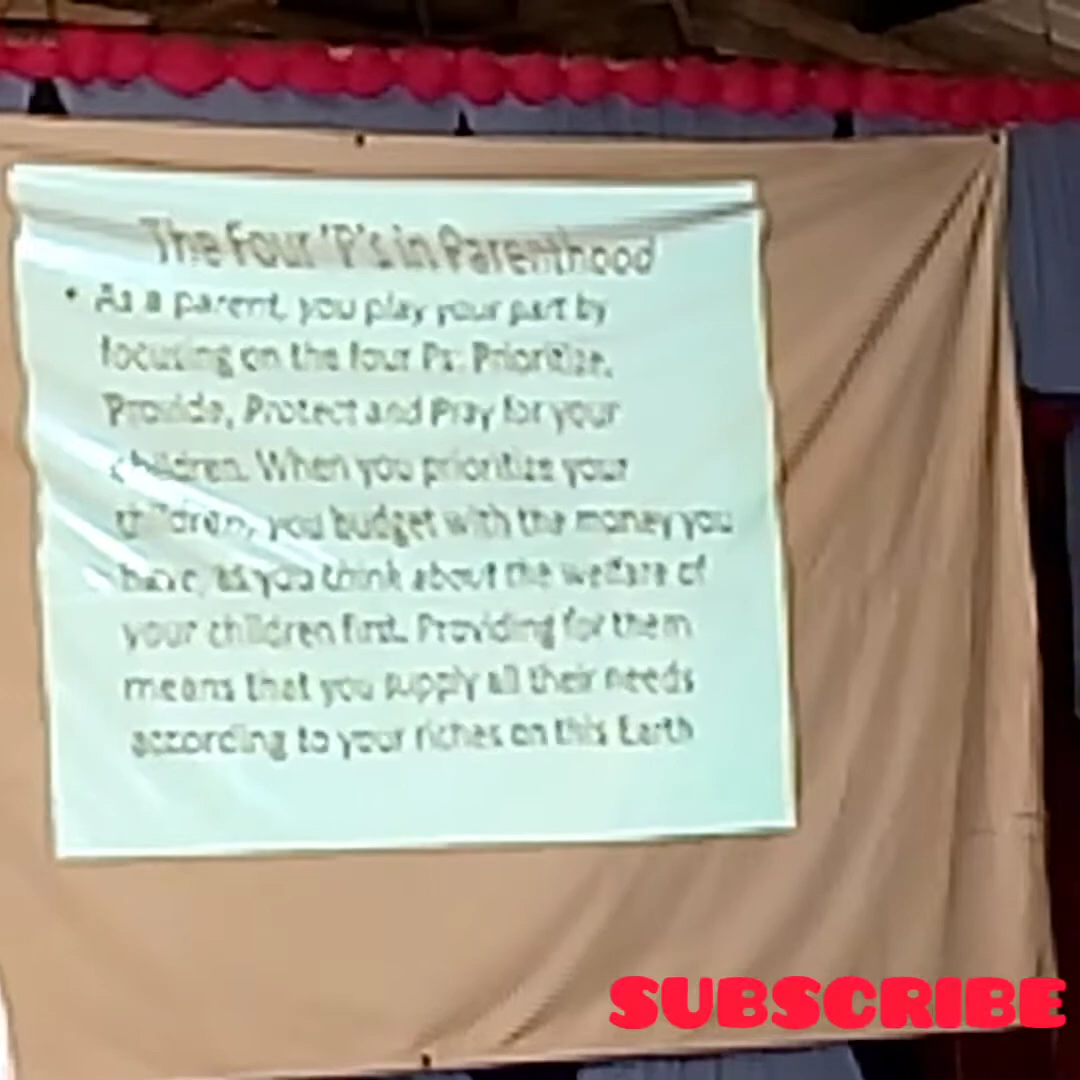 The Four 'P's in Parenthood
• As a parent, you play your part by
focusing on the four Ps: Prioritize,
Provide, Protect and Pray for your
children. When you prioritize your
children, you budget with the money you
have, as you think about the welfare of
your children first. Providing for them
means that you supply all their needs
according to your riches on this Earth
SUBSCRIBE